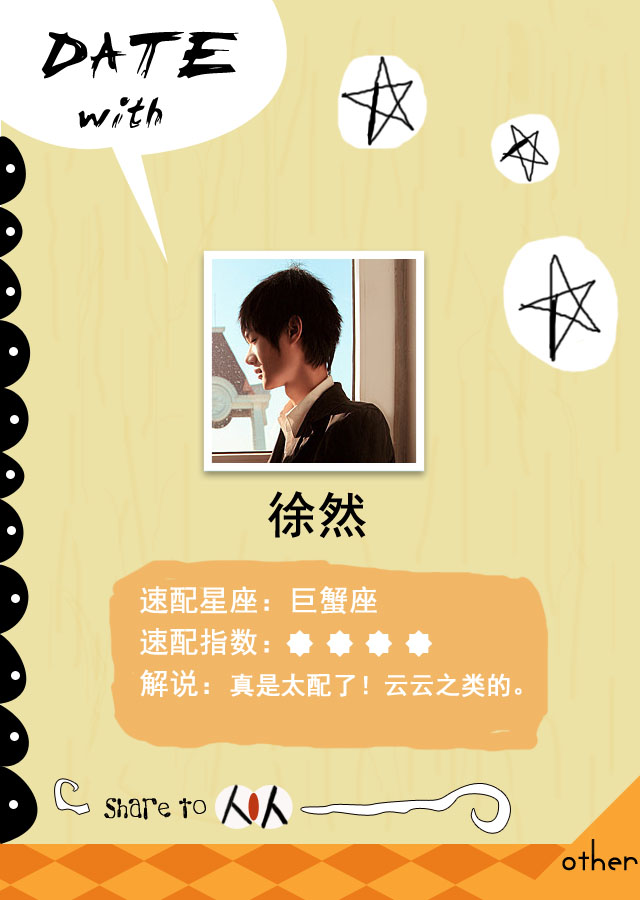 DATE
with
徐然
速配星座：巨蟹座
速配指数：
解说：真是太配了！云云之类的。
Share to 人人
other